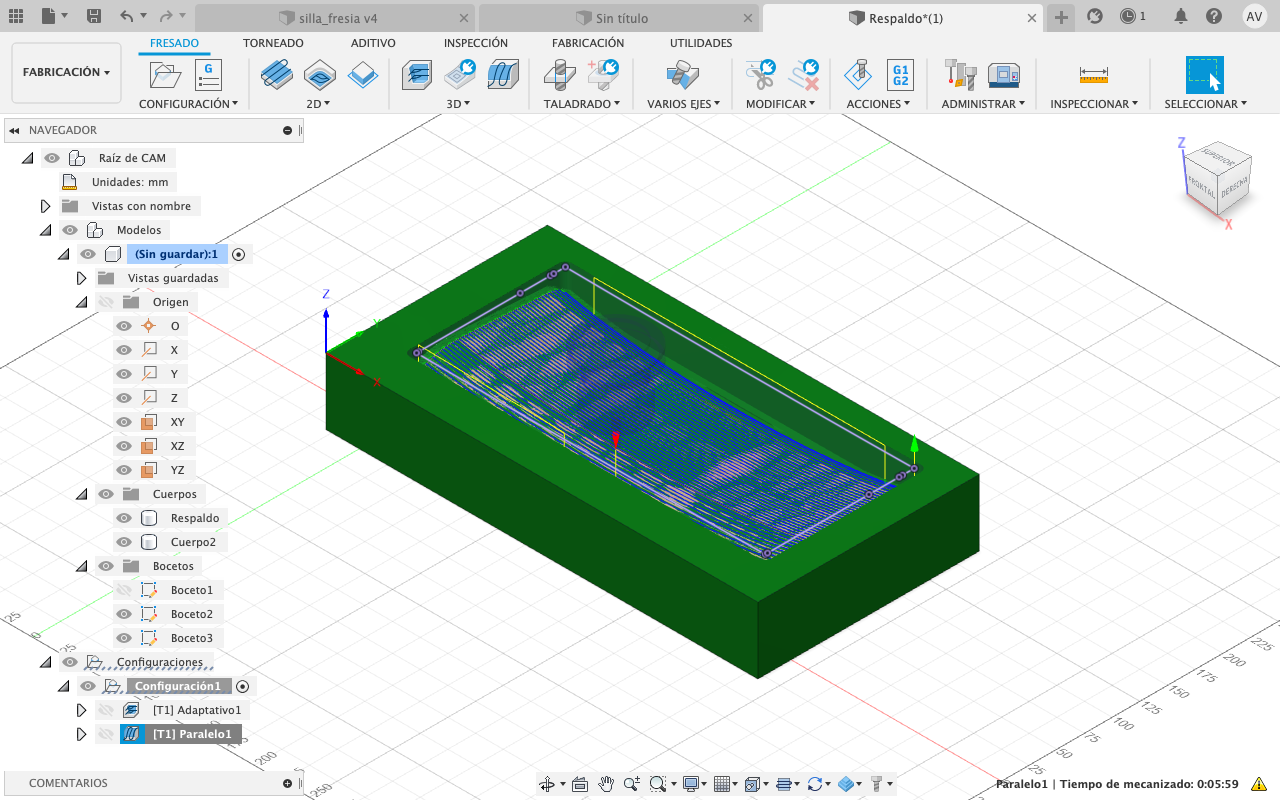 silla_fresia v4
Sin título
Respaldo*(1)
1
AV
FABRICACIÓN
FRESADO
TORNEADO
ADITIVO
INSPECCIÓN
FABRICACIÓN
UTILIDADES
G
G1
G2
CONFIGURACIÓN
2D
3D
TALADRADO
VARIOS EJES
MODIFICAR
ACCIONES
ADMINISTRAR
INSPECCIONAR
SELECCIONAR
NAVEGADOR
Raíz de CAM
Unidades: mm
Vistas con nombre
Modelos
(Sin guardar):1
Vistas guardadas
Origen
O
X
Y
Z
XY
XZ
YZ
Cuerpos
Respaldo
Cuerpo2
Bocetos
Boceto1
Boceto2
Boceto3
Configuraciones
Configuración1
[T1] Adaptativo1
[T1] Paralelo1
COMENTARIOS
Z
X
Z
SUPERIOR
FRONTAL
DERECHA
X
25
0
25
200
250
25
50
75
100
125
150
175
200
225
Paralelo1 | Tiempo de mecanizado: 0:05:59